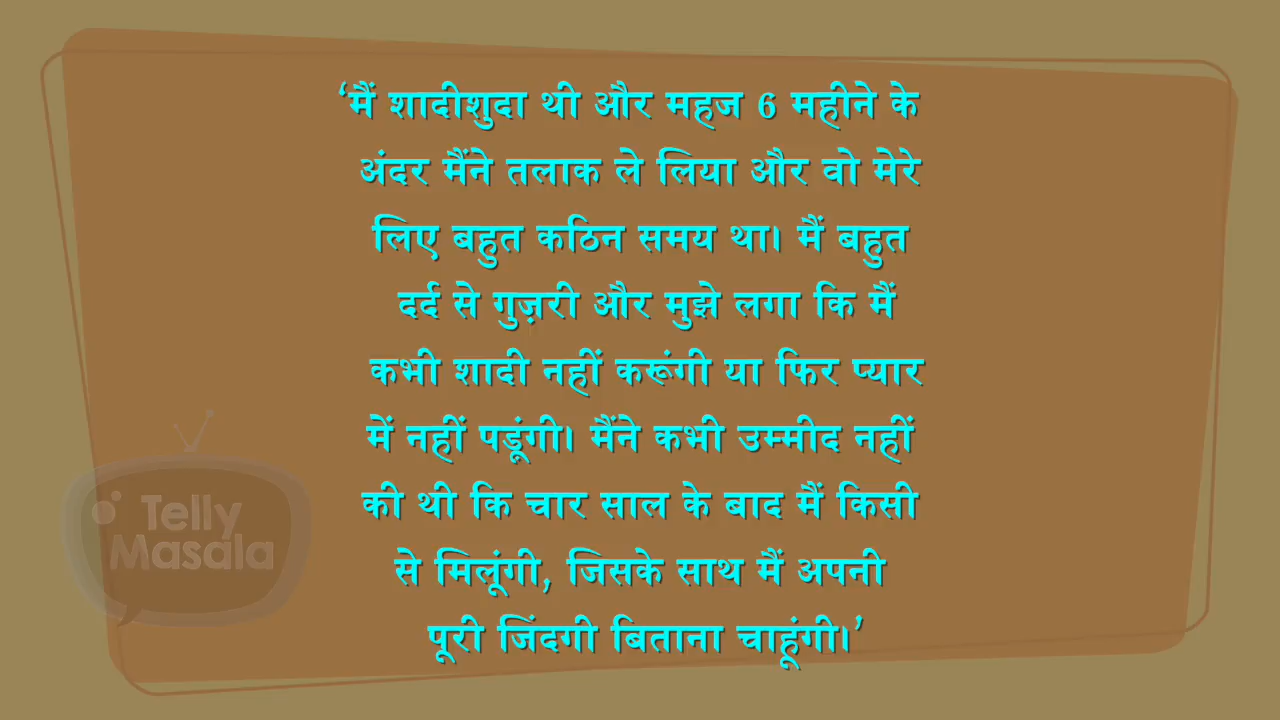 ‘मैं शादीशुदा थी और महज 6 महीने के
अंदर मैंने तलाक ले लिया और वो मेरे
लिए बहुत कठिन समय था। मैं बहुत
दर्द से गुज़री और मुझे लगा कि मैं
कभी शादी नहीं करूंगी या फिर प्यार
में नहीं पडूंगी। मैंने कभी उम्मीद नहीं
की थी कि चार साल के बाद मैं किसी
से मिलूंगी, जिसके साथ मैं अपनी
पूरी जिंदगी बिताना चाहूंगी।’
Telly
Masala